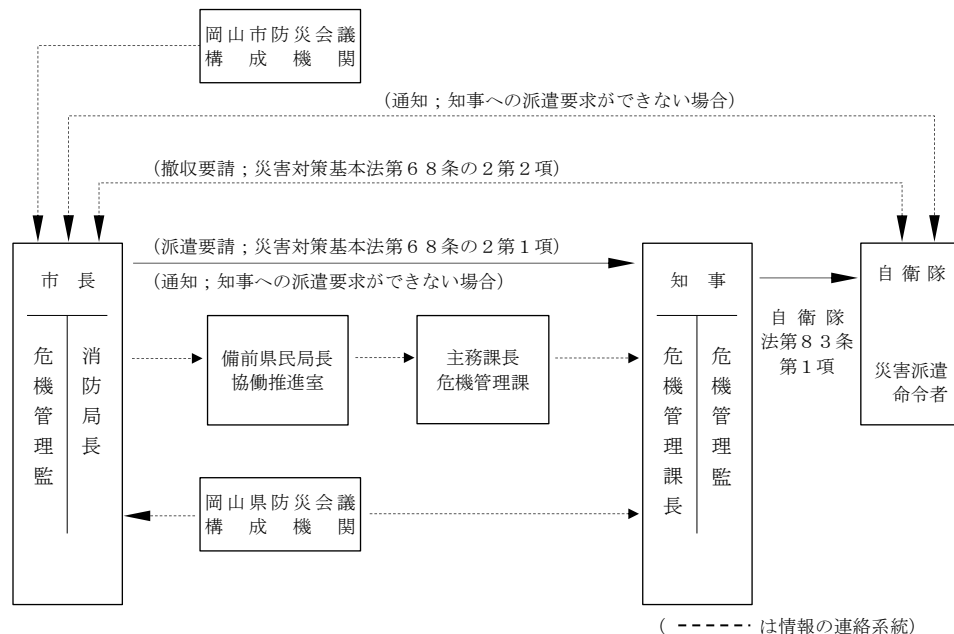 岡山市防災会議
構成機関
(通知；知事への派遣要求ができない場合)
(撤収要請；災害対策基本法第６８条の２第２項)
(派遣要請；災害対策基本法第６８条の２第１項)
(通知；知事への派遣要求ができない場合)
市長
危機管理監
消防局長
備前県民局長
協働推進室
主務課長
危機管理課
知事
危機管理課長
危機管理監
自衛隊
法第８３条
第１項
自衛隊
災害派遣
命令者
岡山県防災会議
構成機関
( ------- は情報の連絡系統)